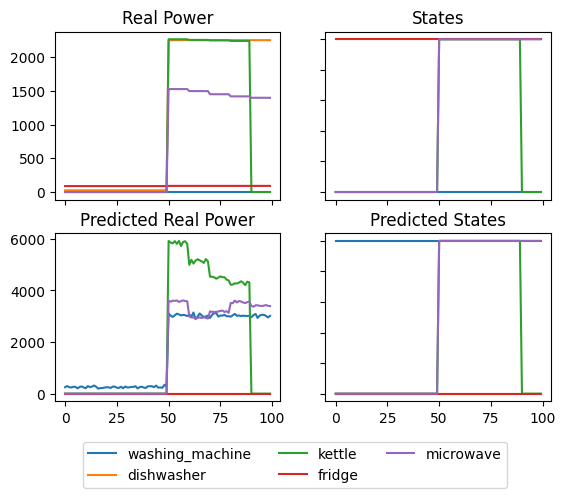 Real Power
States
2000
1500
1000
500
0
Predicted Real Power
Predicted States
6000
4000
2000
0
0 25 50 75 100
0 25 50 75 100
washing_machine kettle microwave
dishwasher fridge